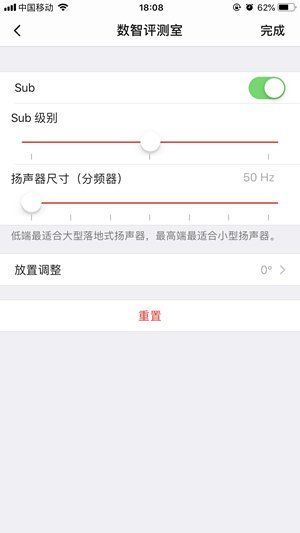 中国移动 18:08 62%
数智评测室 完成
Sub
Sub 级别
扬声器尺寸（分频器） 50 Hz
低端最适合大型落地式扬声器，最高端最适合小型扬声器。
放置调整 0°
重置